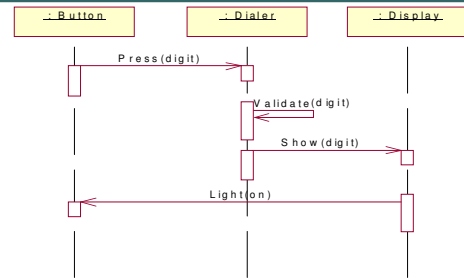 : Button
: Dialer
: Display
Press(digit)
Validate(digit)
Show(digit)
Light(on)